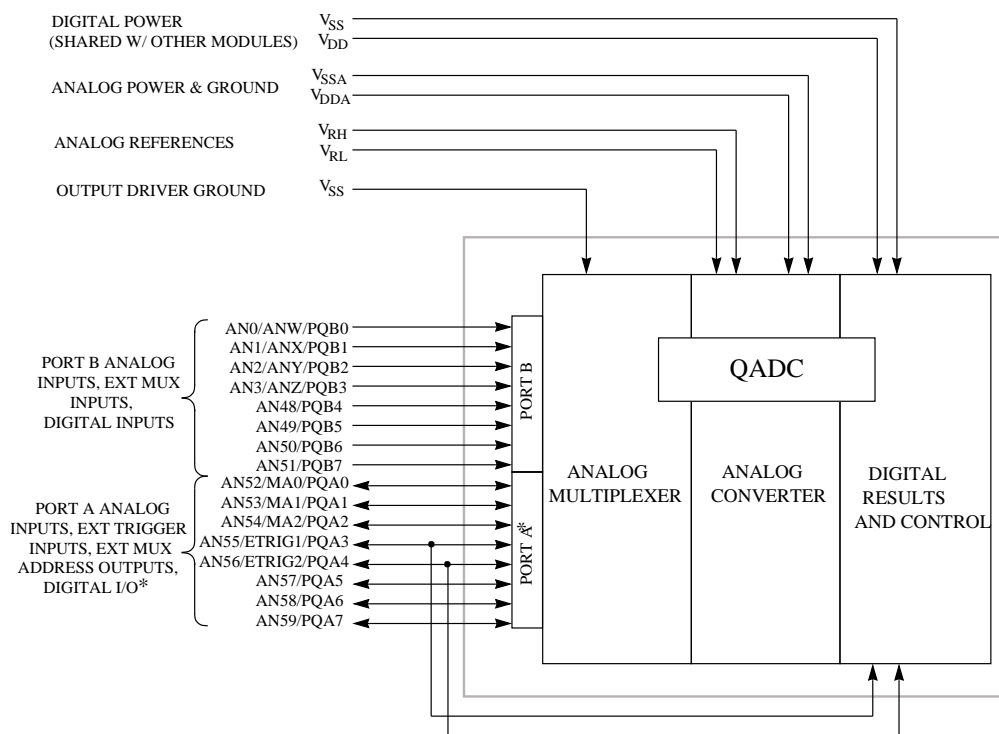 DIGITAL POWER
(SHARED W/ OTHER MODULES)
VSS
VDD
ANALOG POWER & GROUND
VSSA
VDDA
ANALOG REFERENCES
VRH
VRL
OUTPUT DRIVER GROUND
VSS
PORT B ANALOG
INPUTS, EXT MUX
INPUTS,
DIGITAL INPUTS
AN0/ANW/PQB0
AN1/ANX/PQB1
AN2/ANY/PQB2
AN3/ANZ/PQB3
AN48/PQB4
AN49/PQB5
AN50/PQB6
AN51/PQB7
PORT A ANALOG
INPUTS, EXT TRIGGER
INPUTS, EXT MUX
ADDRESS OUTPUTS,
DIGITAL I/O*
AN52/MA0/PQA0
AN53/MA1/PQA1
AN54/MA2/PQA2
AN55/ETRIG1/PQA3
AN56/ETRIG2/PQA4
AN57/PQA5
AN58/PQA6
AN59/PQA7
PORT B
PORT A*
QADC
ANALOG
MULTIPLEXER
ANALOG
CONVERTER
DIGITAL
RESULTS
AND CONTROL